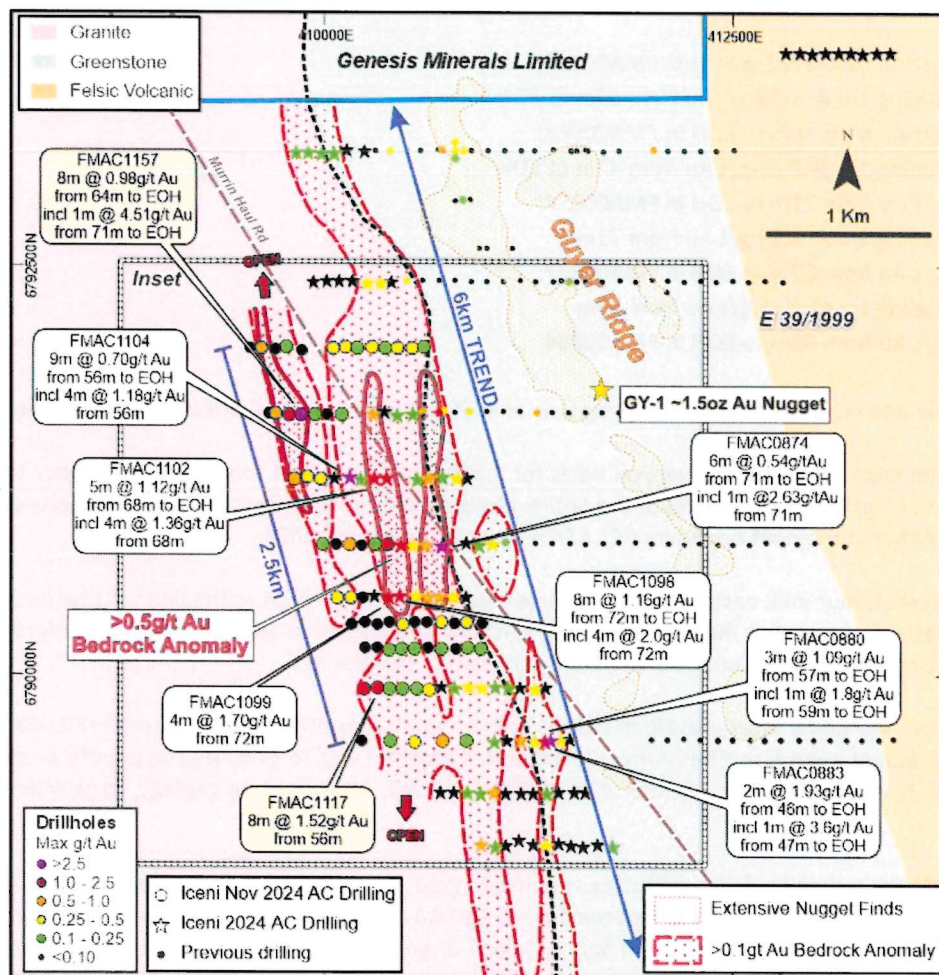 Granite
Greenstone
Felsic Volcanic
410000E
412500E
Genesis Minerals Limited
FMAC1157
8m @ 0.98g/t Au
from 64m to EOH
incl 1m @ 4.51g/t Au
from 71m to EOH
Murrin Haul Rd
1 Km
6792500N
Inset
OPEN
6km TREND
Guyer Ridge
E 39/1999
FMAC1104
9m @ 0.70g/t Au
from 56m to EOH
incl 4m @ 1.18g/t Au
from 56m
GY-1 ~1.5oz Au Nugget
FMAC0874
6m @ 0.54g/tAu
from 71m to EOH
incl 1m @2.63g/tAu
from 71m
FMAC1102
5m @ 1.12g/t Au
from 68m to EOH
incl 4m @ 1.36g/t Au
from 68m
2.5km
>0.5g/t Au
Bedrock Anomaly
FMAC1098
8m @ 1.16g/t Au
from 72m to EOH
incl 4m @ 2.0g/t Au
from 72m
FMAC0880
3m @ 1.09g/t Au
from 57m to EOH
incl 1m @ 1.8g/t Au
from 59m to EOH
6790000N
FMAC1099
4m @ 1.70g/t Au
from 72m
FMAC0883
2m @ 1.93g/t Au
from 46m to EOH
incl 1m @ 3.6g/t Au
from 47m to EOH
FMAC1117
8m @ 1.52g/t Au
from 56m
OPEN
Drillholes
Max g/t Au
>2.5
1.0 - 2.5
0.5 - 1.0
0.25 - 0.5
0.1 - 0.25
<0.10
Iceni Nov 2024 AC Drilling
Iceni 2024 AC Drilling
Previous drilling
Extensive Nugget Finds
>0.1gt Au Bedrock Anomaly